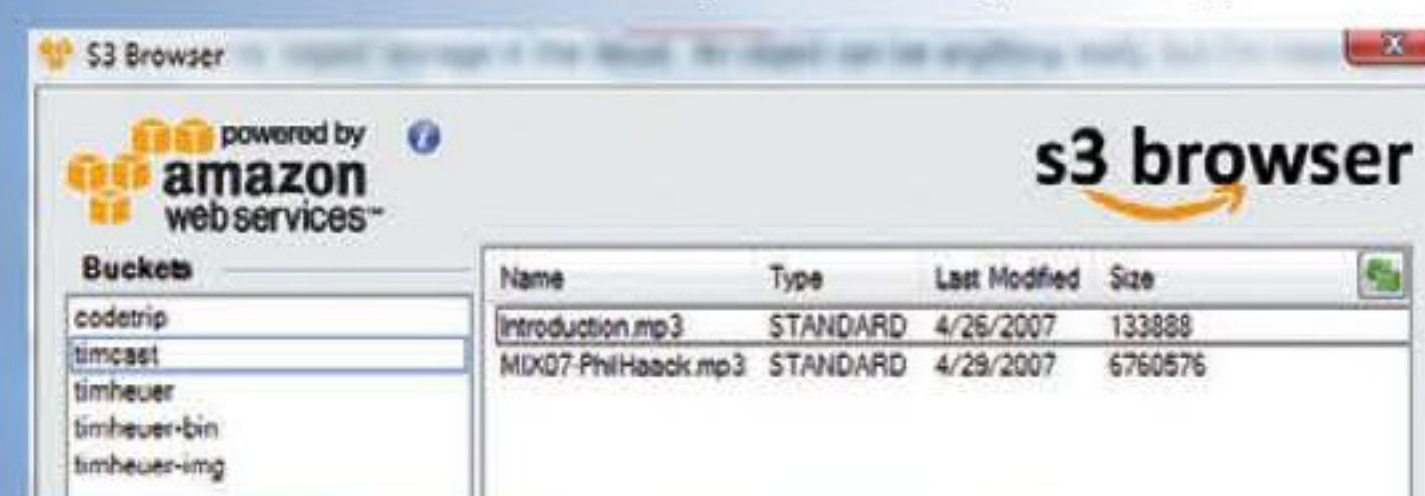 S3 Browser
powered by
amazon
web services™
s3 browser
Buckets
codetrip
timcast
timheuer
timheuer-bin
timheuer-img
Name Type Last Modified Size
Introduction.mp3 STANDARD 4/26/2007 133888
MIX07-PhilHaack.mp3 STANDARD 4/29/2007 6760576